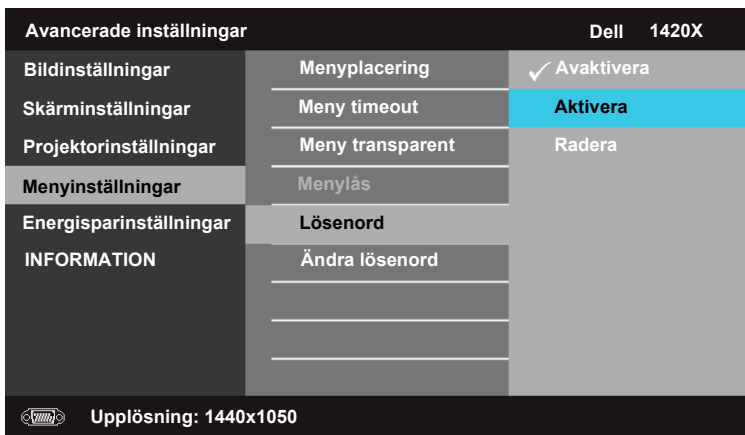 Avancerade inställningar
Dell 1420X
Bildinställningar
Skärminställningar
Projektorinställningar
Menyinställningar
Energisparinställningar
INFORMATION
Menyplacering
Meny timeout
Meny transparent
Menylås
Lösenord
Ändra lösenord
Avaktivera
Aktivera
Radera
Upplösning: 1440x1050